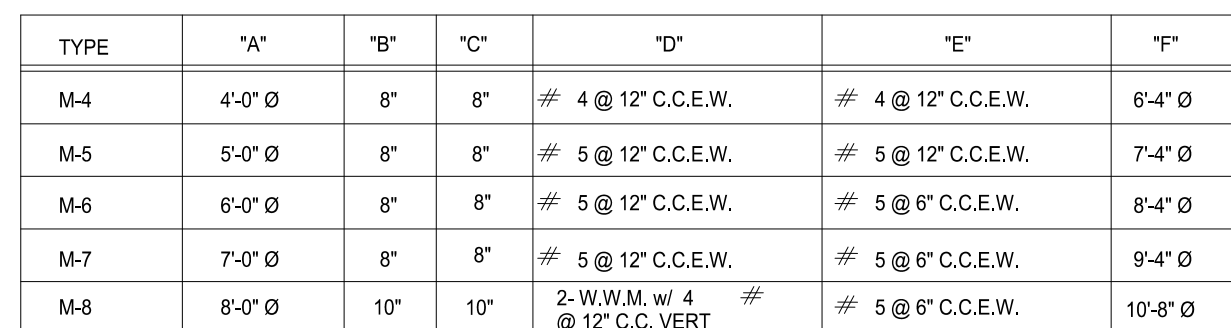 TYPE "A" "B" "C" "D" "E" "F"
M-4 4'-0" Ø 8" 8" # 4 @ 12" C.C.E.W. # 4 @ 12" C.C.E.W. 6'-4" Ø
M-5 5'-0" Ø 8" 8" # 5 @ 12" C.C.E.W. # 5 @ 12" C.C.E.W. 7'-4" Ø
M-6 6'-0" Ø 8" 8" # 5 @ 12" C.C.E.W. # 5 @ 6" C.C.E.W. 8'-4" Ø
M-7 7'-0" Ø 8" 8" # 5 @ 12" C.C.E.W. # 5 @ 6" C.C.E.W. 9'-4" Ø
M-8 8'-0" Ø 10" 10" 2- W.W.M. w/ 4 # # 5 @ 6" C.C.E.W. 10'-8" Ø
@ 12" C.C. VERT